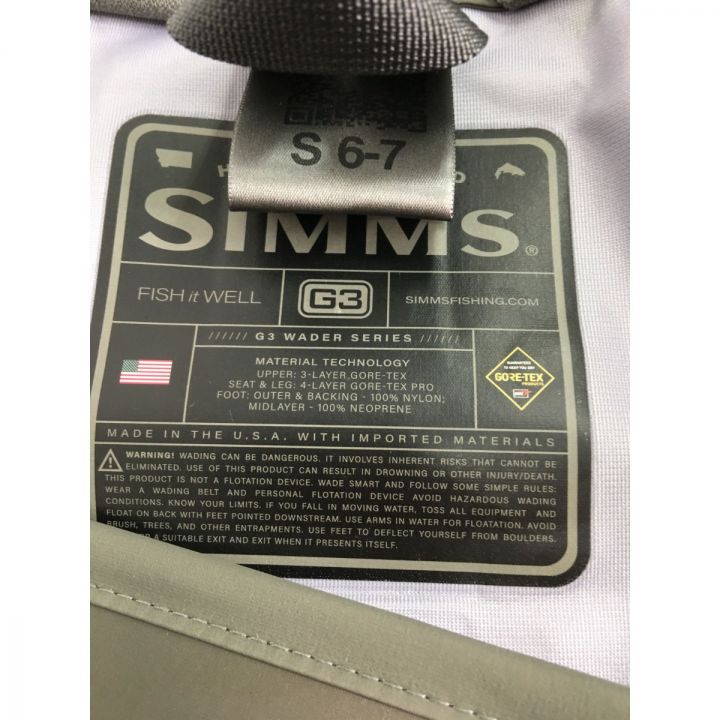 S 6-7
SIMMS®
FISH it WELL
G3
SIMMSFISHING.COM
////// G3 WADER SERIES //////
MATERIAL TECHNOLOGY
UPPER: 3-LAYER, GORE-TEX
SEAT & LEG: 4-LAYER GORE-TEX PRO
FOOT: OUTER & BACKING - 100% NYLON;
MIDLAYER - 100% NEOPRENE
GUARANTEED
TO KEEP YOU DRY
GORE-TEX
PRODUCTS
MADE IN THE U.S.A. WITH IMPORTED MATERIALS
WARNING! WADING CAN BE DANGEROUS. IT INVOLVES INHERENT RISKS THAT CANNOT BE
ELIMINATED. USE OF THIS PRODUCT CAN RESULT IN DROWNING OR OTHER INJURY/DEATH.
THIS PRODUCT IS NOT A FLOTATION DEVICE. WADE SMART AND FOLLOW SOME SIMPLE RULES:
WEAR A WADING BELT AND PERSONAL FLOTATION DEVICE AVOID HAZARDOUS WADING
CONDITIONS. KNOW YOUR LIMITS. IF YOU FALL IN MOVING WATER, TOSS ALL EQUIPMENT AND
FLOAT ON BACK WITH FEET POINTED DOWNSTREAM. USE ARMS IN WATER FOR FLOATATION. AVOID
BRUSH, TREES, AND OTHER ENTRAPMENTS. USE FEET TO DEFLECT YOURSELF FROM BOULDERS.
A SUITABLE EXIT AND EXIT WHEN IT PRESENTS ITSELF.